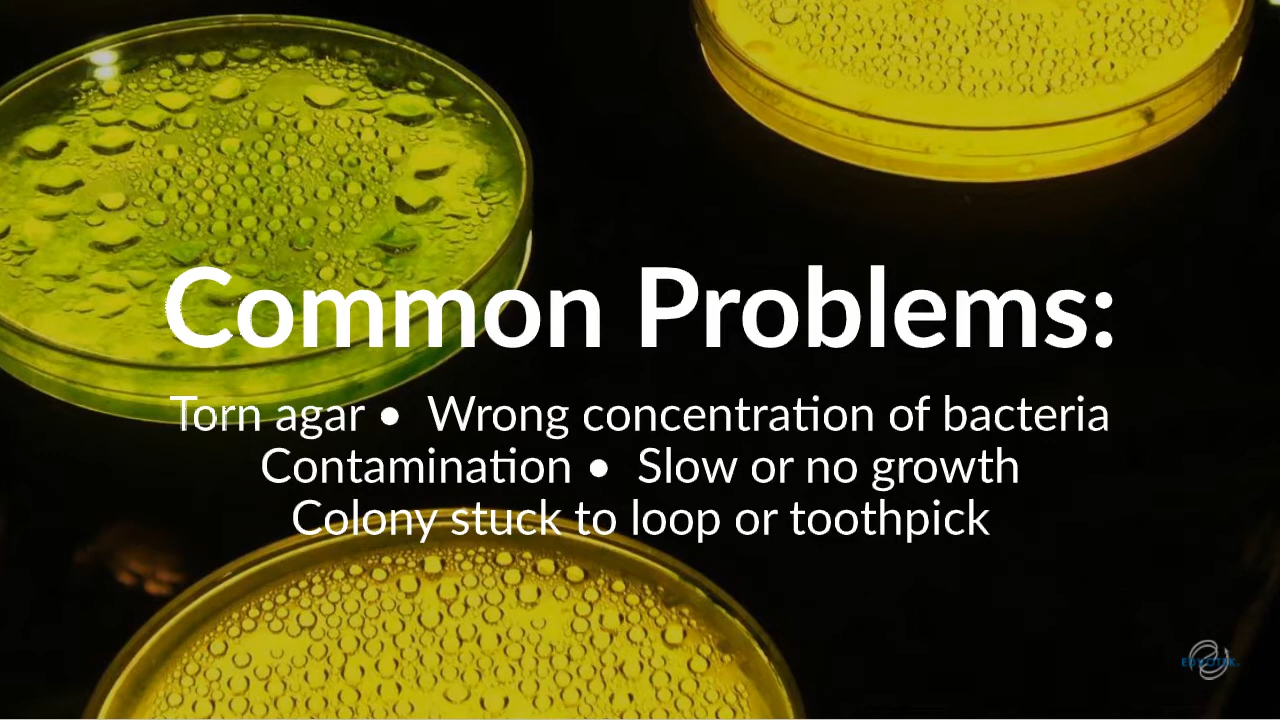 Common Problems:
Torn agar • Wrong concentration of bacteria
Contamination • Slow or no growth
Colony stuck to loop or toothpick
EDVOTEK